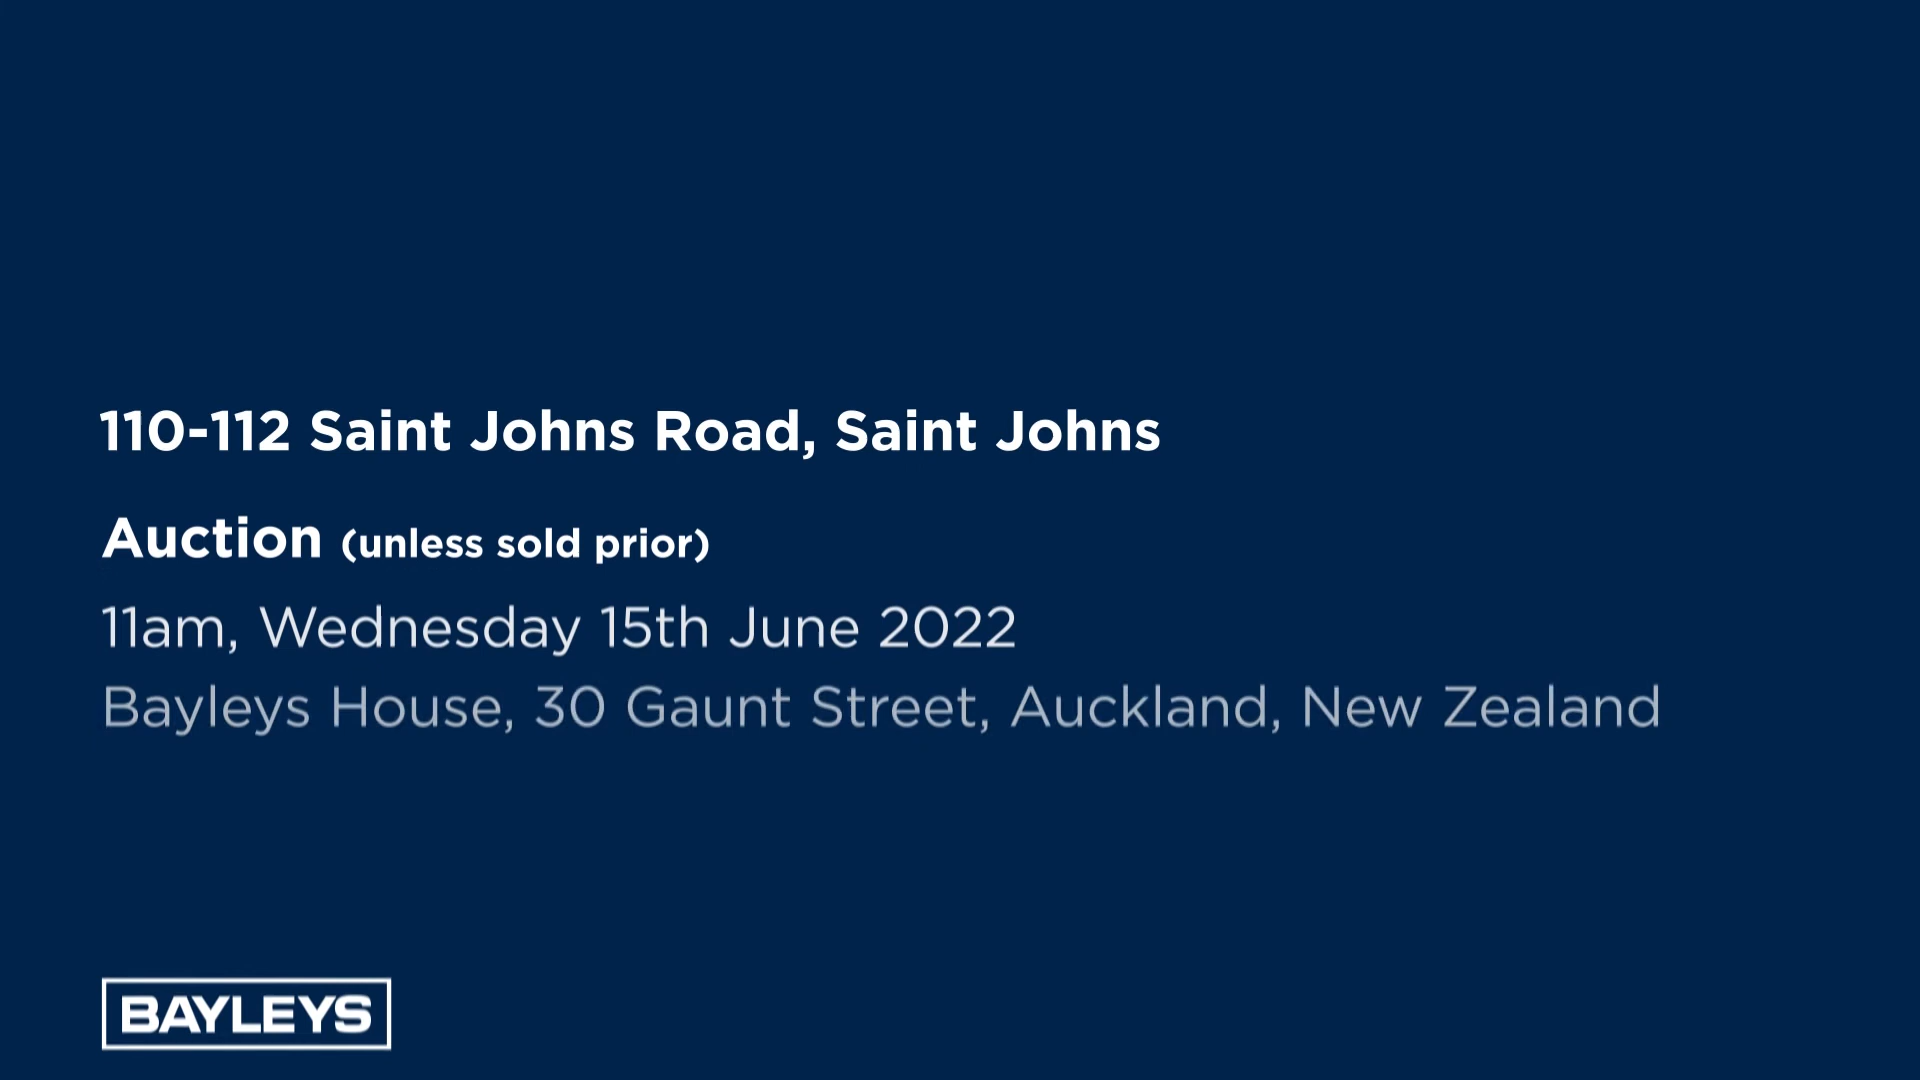 110-112 Saint Johns Road, Saint Johns
Auction (unless sold prior)
11am, Wednesday 15th June 2022
Bayleys House, 30 Gaunt Street, Auckland, New Zealand
BAYLEYS